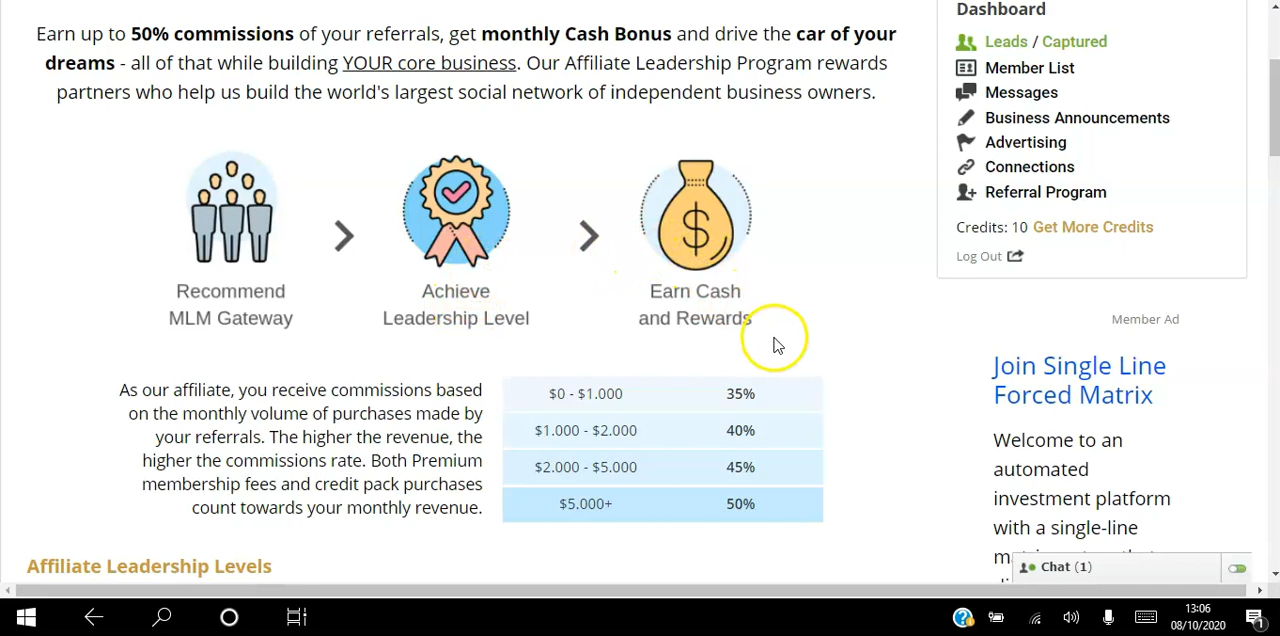 Earn up to 50% commissions of your referrals, get monthly Cash Bonus and drive the car of your
dreams - all of that while building YOUR core business. Our Affiliate Leadership Program rewards
partners who help us build the world's largest social network of independent business owners.
Recommend
MLM Gateway
Achieve
Leadership Level
Earn Cash
and Rewards
As our affiliate, you receive commissions based
on the monthly volume of purchases made by
your referrals. The higher the revenue, the
higher the commissions rate. Both Premium
membership fees and credit pack purchases
count towards your monthly revenue.
$0 - $1.000 35%
$1.000 - $2.000 40%
$2.000 - $5.000 45%
$5.000+ 50%
Affiliate Leadership Levels
Dashboard
Leads / Captured
Member List
Messages
Business Announcements
Advertising
Connections
Referral Program
Credits: 10 Get More Credits
Log Out
Member Ad
Join Single Line
Forced Matrix
Welcome to an
automated
investment platform
with a single-line
Chat (1)
13:06
08/10/2020
1